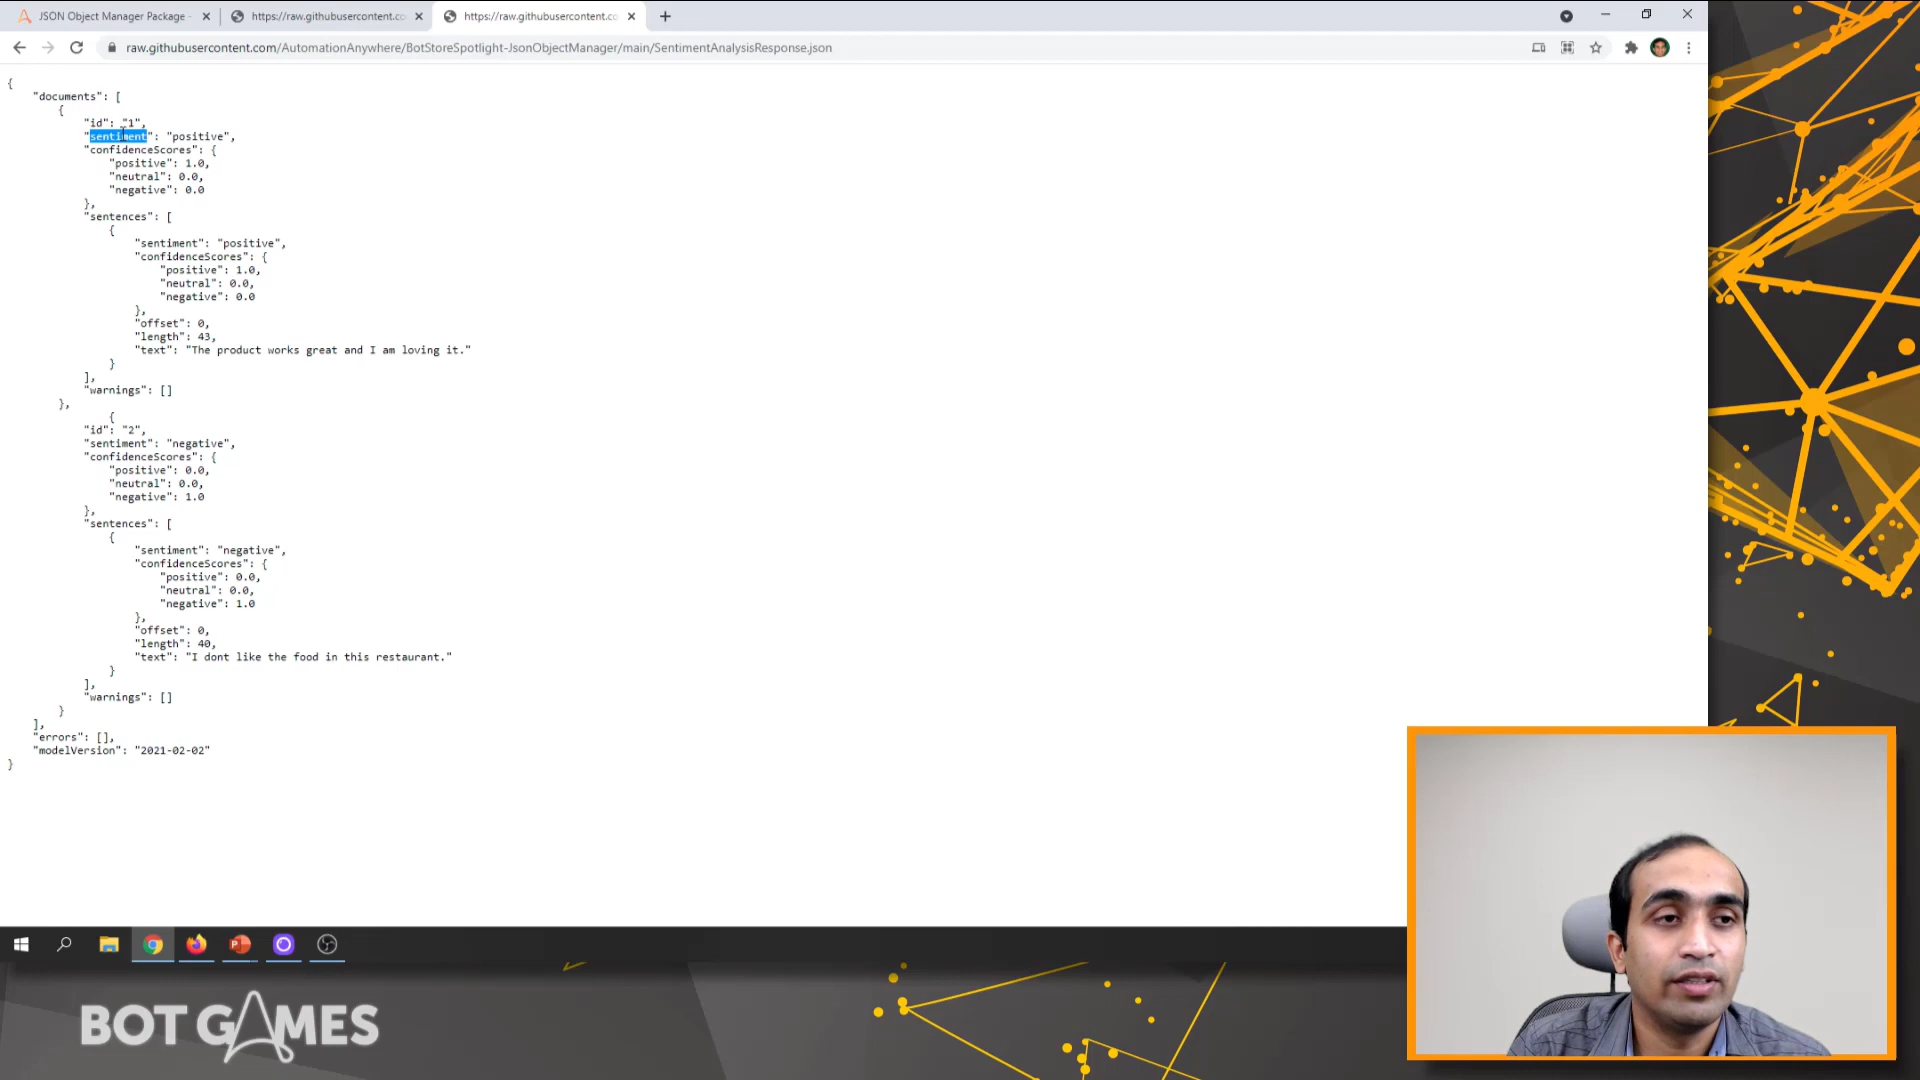 JSON Object Manager Package -
https://raw.githubusercontent.co
https://raw.githubusercontent.co
raw.githubusercontent.com/AutomationAnywhere/BotStoreSpotlight-JsonObjectManager/main/SentimentAnalysisResponse.json
{
"documents": [
{
"id": "1",
"sentiment": "positive",
"confidenceScores": {
"positive": 1.0,
"neutral": 0.0,
"negative": 0.0
},
"sentences": [
{
"sentiment": "positive",
"confidenceScores": {
"positive": 1.0,
"neutral": 0.0,
"negative": 0.0
},
"offset": 0,
"length": 43,
"text": "The product works great and I am loving it."
}
],
"warnings": []
},
{
"id": "2",
"sentiment": "negative",
"confidenceScores": {
"positive": 0.0,
"neutral": 0.0,
"negative": 1.0
},
"sentences": [
{
"sentiment": "negative",
"confidenceScores": {
"positive": 0.0,
"neutral": 0.0,
"negative": 1.0
},
"offset": 0,
"length": 40,
"text": "I dont like the food in this restaurant."
}
],
"warnings": []
}
],
"errors": [],
"modelVersion": "2021-02-02"
}
BOT GAMES